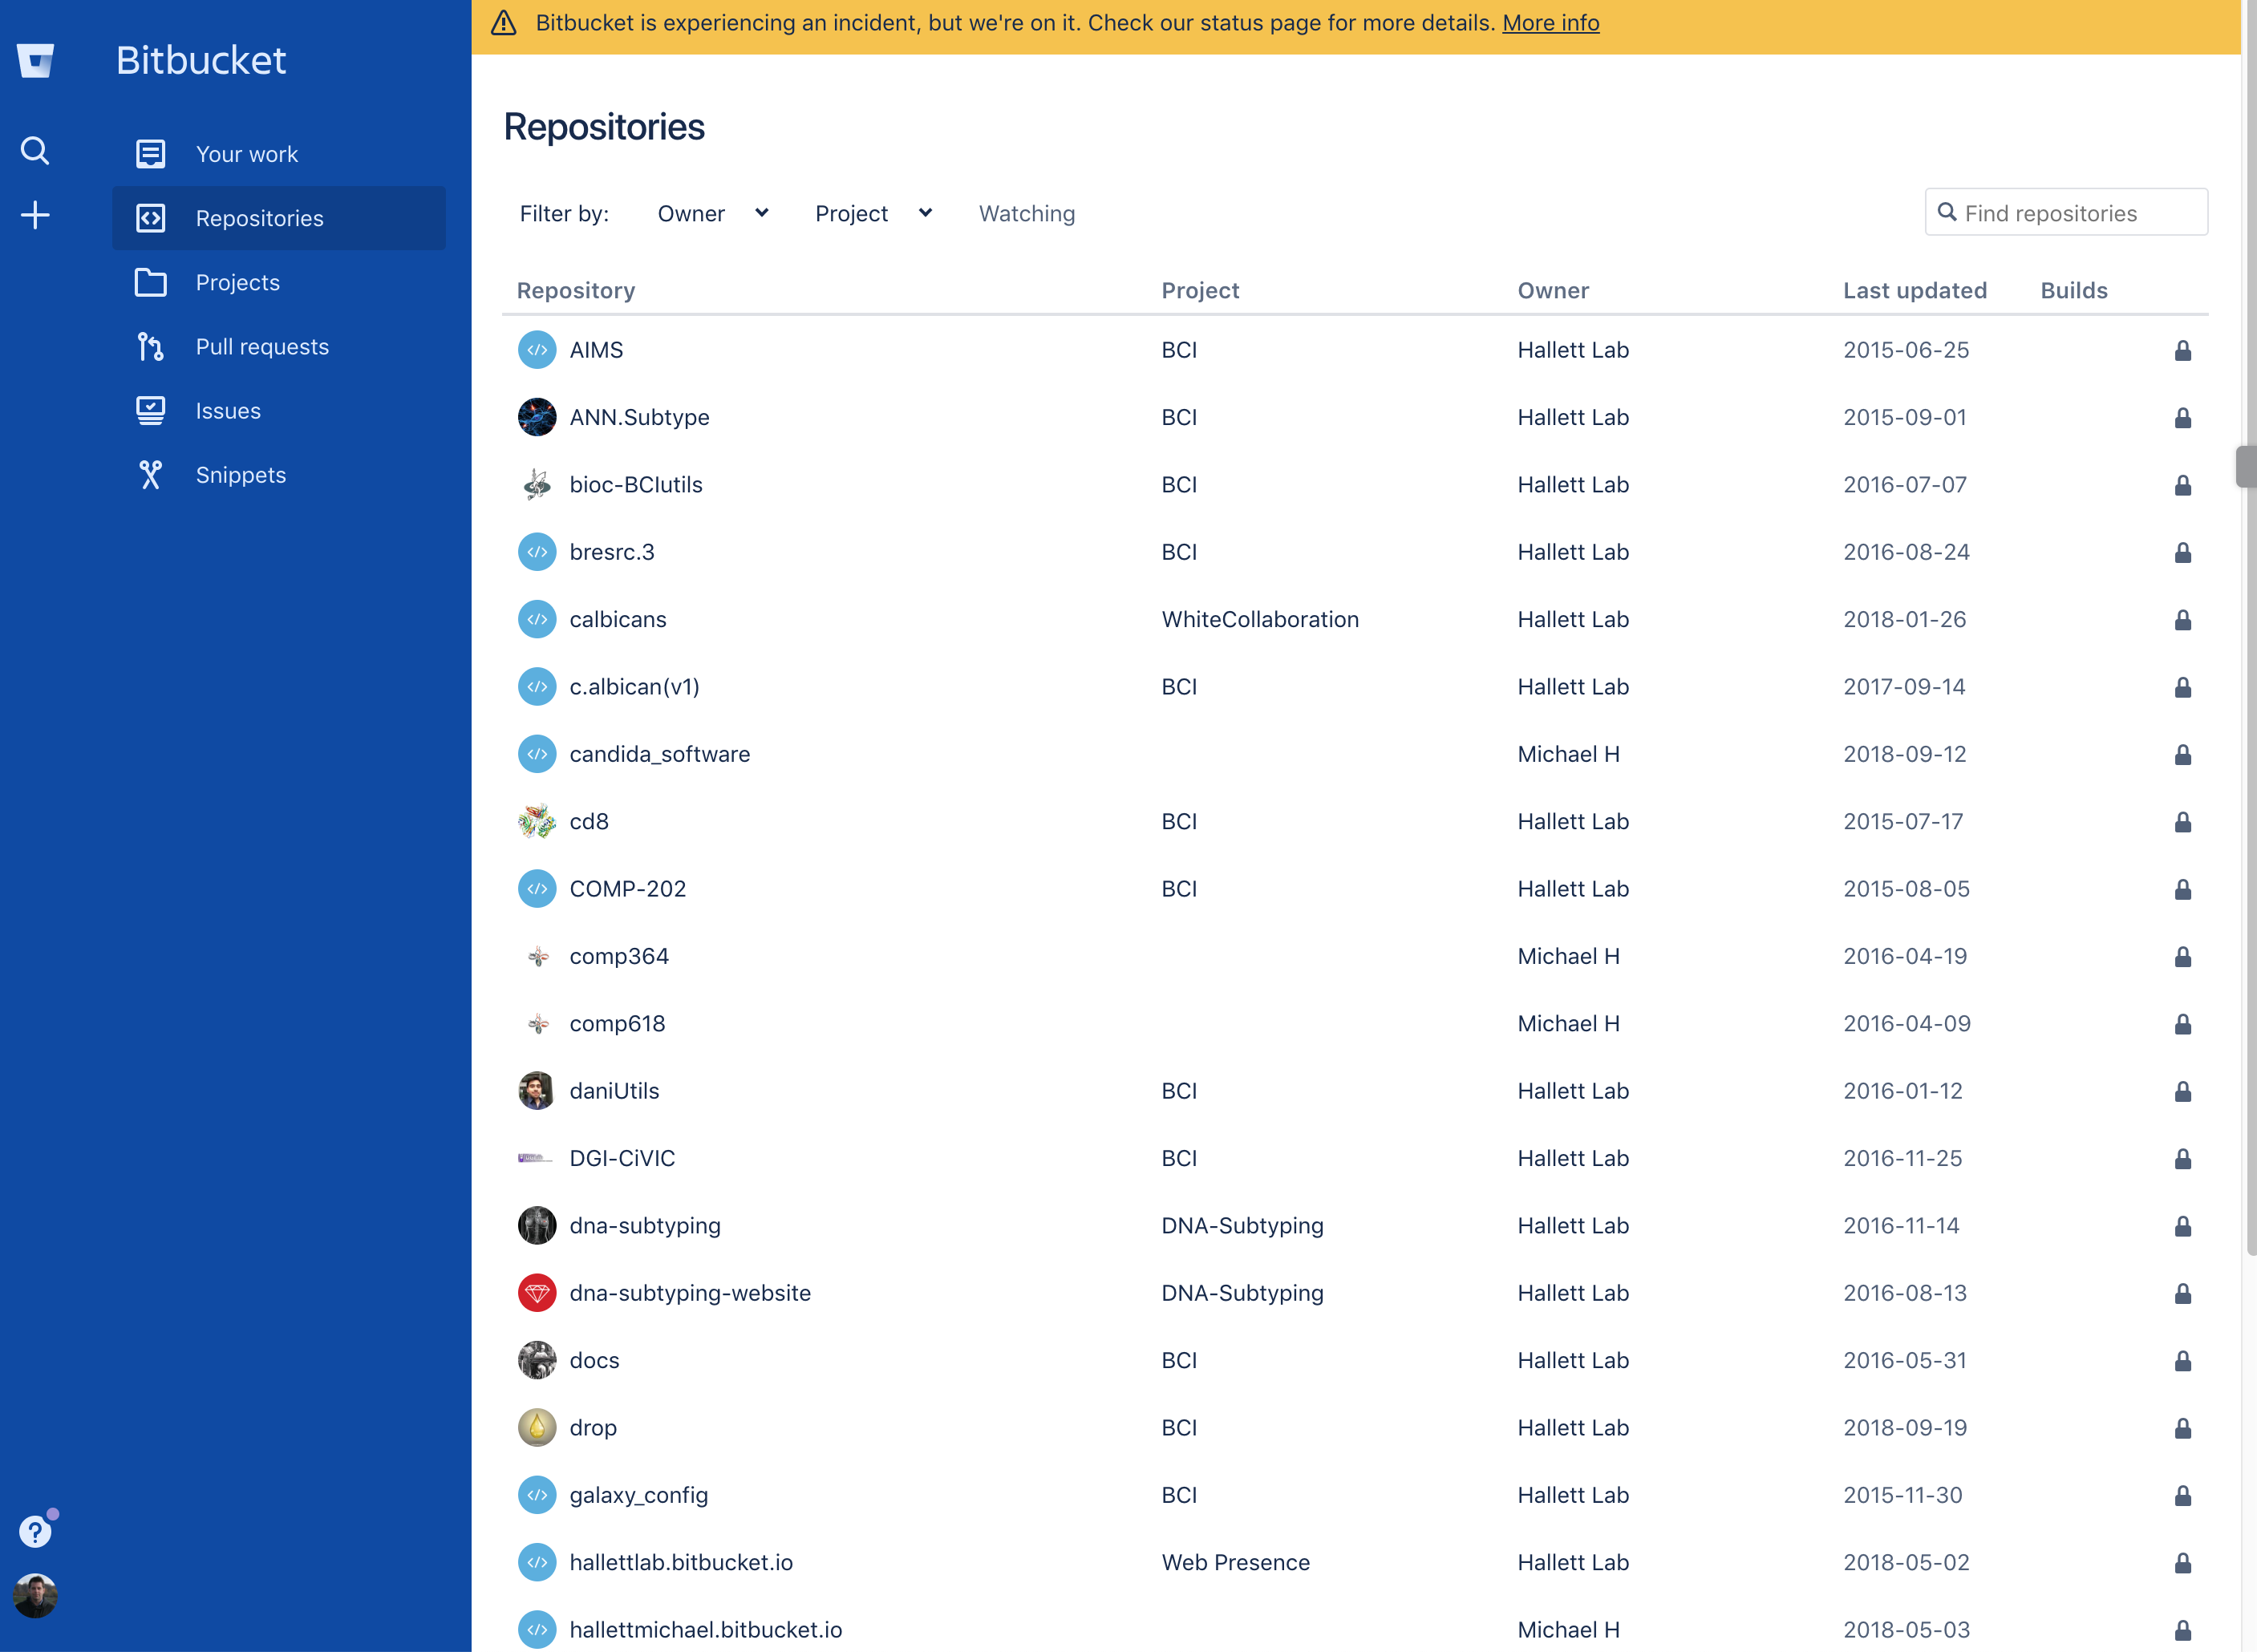 Bitbucket is experiencing an incident, but we're on it. Check our status page for more details. More info
Bitbucket
Your work
Repositories
Projects
Pull requests
Issues
Snippets
Repositories
Filter by: Owner Project Watching Find repositories
Repository Project Owner Last updated Builds
AIMS BCI Hallett Lab 2015-06-25
ANN.Subtype BCI Hallett Lab 2015-09-01
bioc-BCIutils BCI Hallett Lab 2016-07-07
bresrc.3 BCI Hallett Lab 2016-08-24
calbicans WhiteCollaboration Hallett Lab 2018-01-26
c.albican(v1) BCI Hallett Lab 2017-09-14
candida_software Michael H 2018-09-12
cd8 BCI Hallett Lab 2015-07-17
COMP-202 BCI Hallett Lab 2015-08-05
comp364 Michael H 2016-04-19
comp618 Michael H 2016-04-09
daniUtils BCI Hallett Lab 2016-01-12
DGI-CiVIC BCI Hallett Lab 2016-11-25
dna-subtyping DNA-Subtyping Hallett Lab 2016-11-14
dna-subtyping-website DNA-Subtyping Hallett Lab 2016-08-13
docs BCI Hallett Lab 2016-05-31
drop BCI Hallett Lab 2018-09-19
galaxy_config BCI Hallett Lab 2015-11-30
hallettlab.bitbucket.io Web Presence Hallett Lab 2018-05-02
hallettmichael.bitbucket.io Michael H 2018-05-03